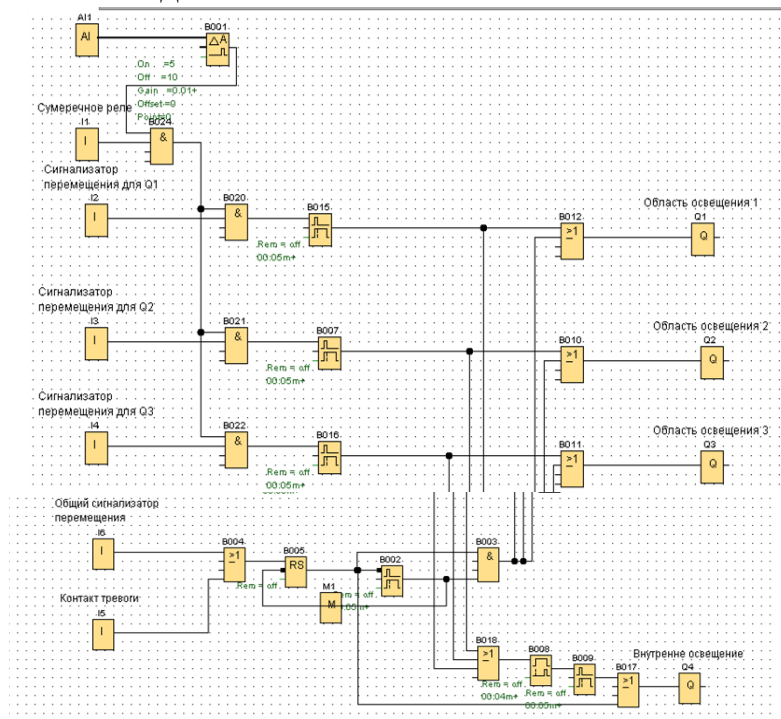 AI1
AI
B001
△A
On =5
Off =10
Gain =0.01+
Offset=0
Point=0
Сумеречное реле
I1
I
B024
&
Сигнализатор
перемещения для Q1
I2
I
B020
&
B015
Rem = off
00:05m+
B012
>1
Область освещения 1
Q1
Q
Сигнализатор
перемещения для Q2
I3
I
B021
&
B007
Rem = off
00:05m+
B010
>1
Область освещения 2
Q2
Q
Сигнализатор
перемещения для Q3
I4
I
B022
&
B016
Rem = off
00:05m+
B011
>1
Область освещения 3
Q3
Q
Общий сигнализатор
перемещения
I6
I
B004
>1
B005
RS
Rem = off
B002
B003
&
M1
M
Контакт тревоги
I5
I
B018
>1
Rem = off
00:04m+
B008
B009
Rem = off
00:05m+
B017
>1
Внутренне освещение
Q4
Q